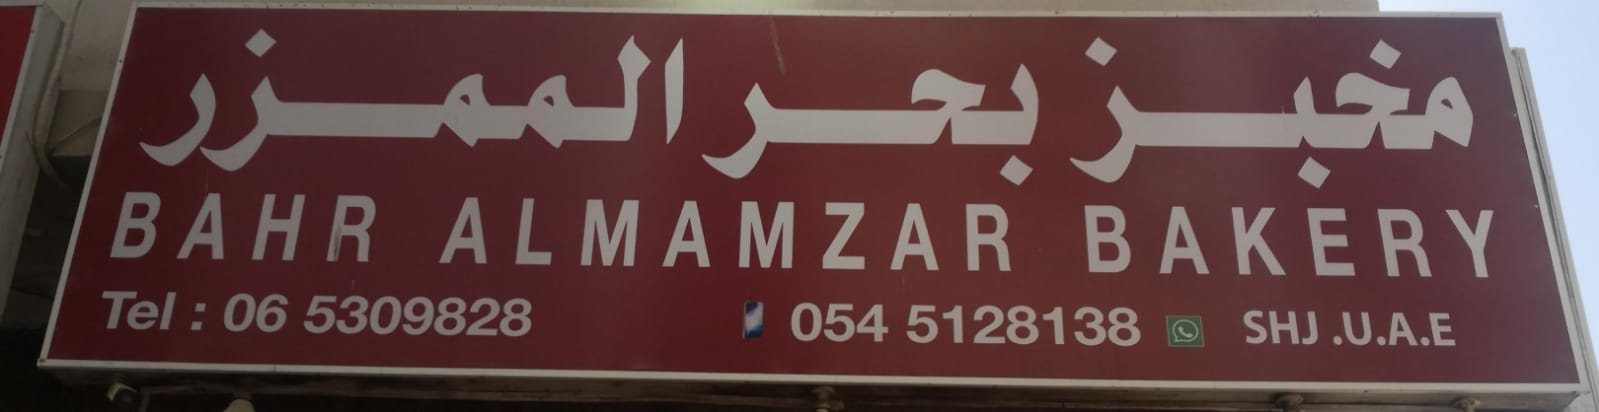 مخبز بحر الممزر
BAHR ALMAMZAR BAKERY
Tel : 06 5309828 054 5128138 SHJ .U.A.E